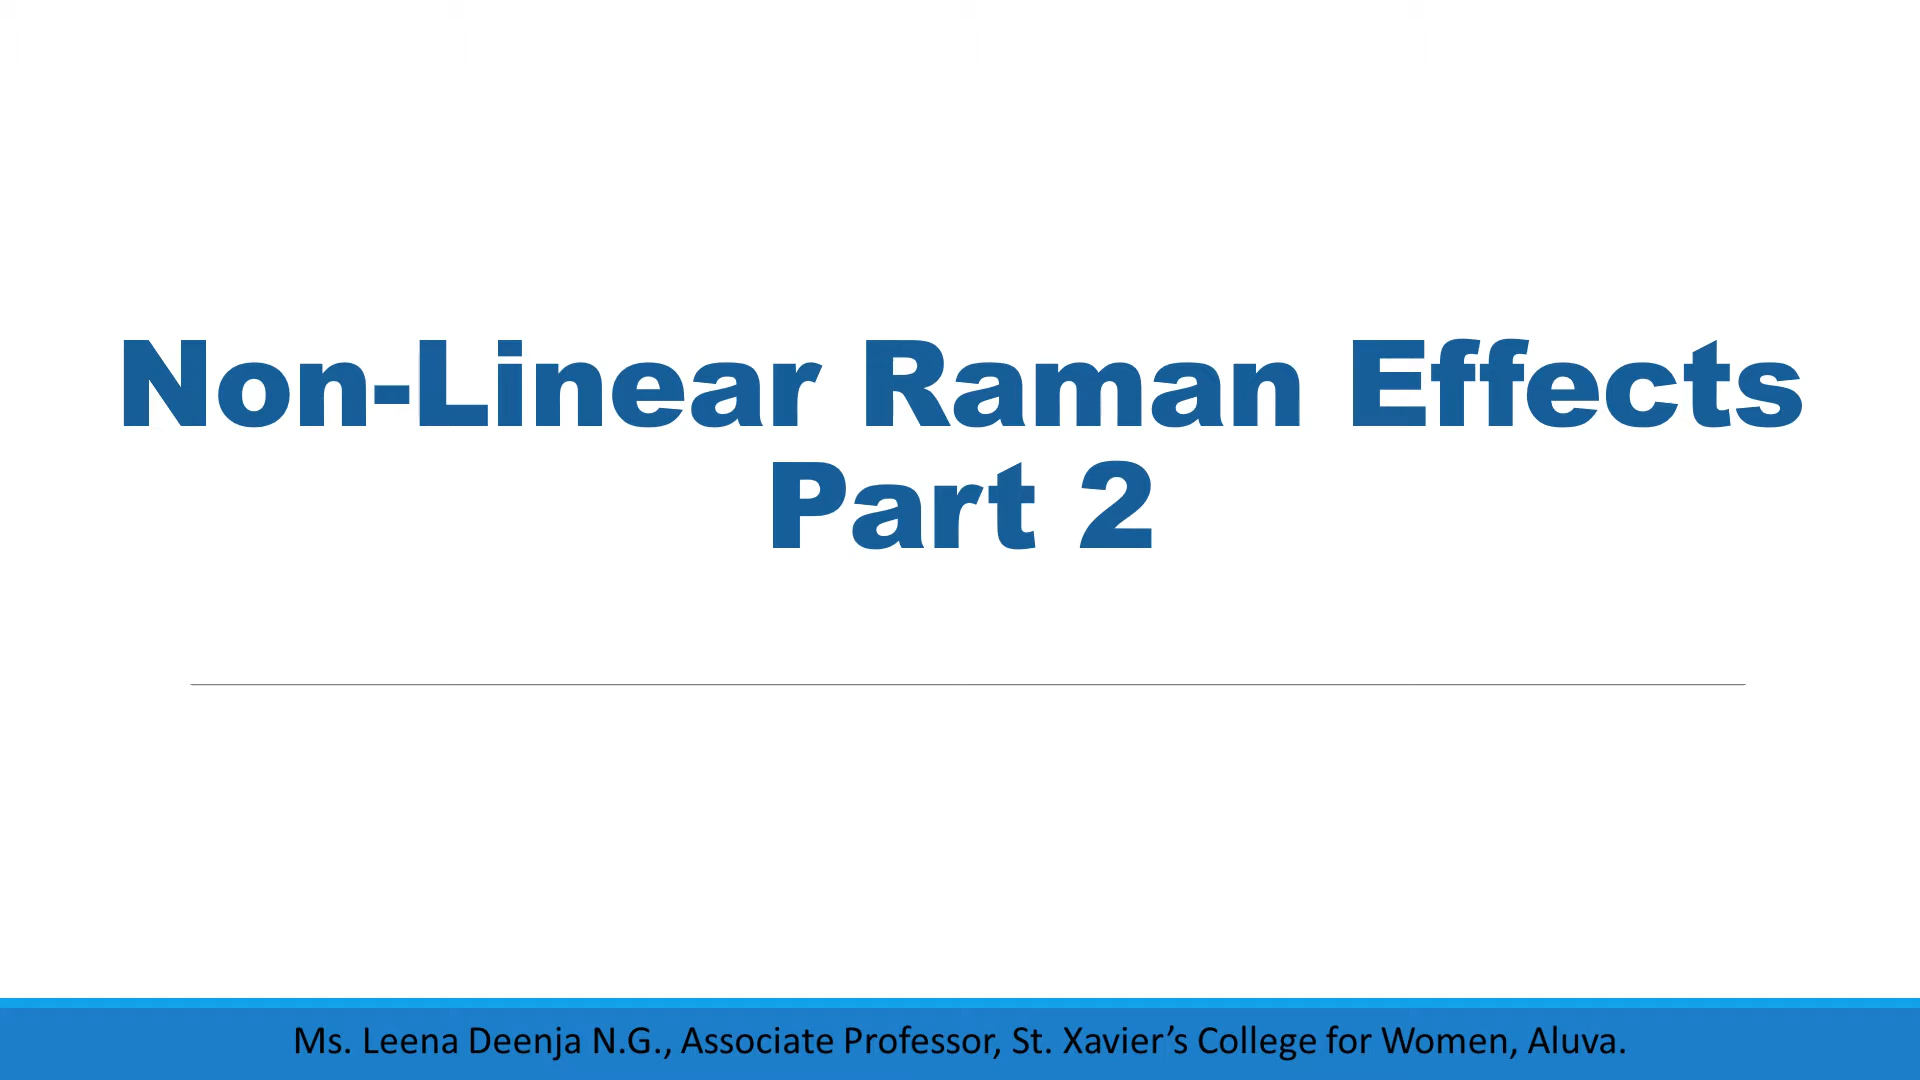 Non-Linear Raman Effects
Part 2
Ms. Leena Deenja N.G., Associate Professor, St. Xavier’s College for Women, Aluva.